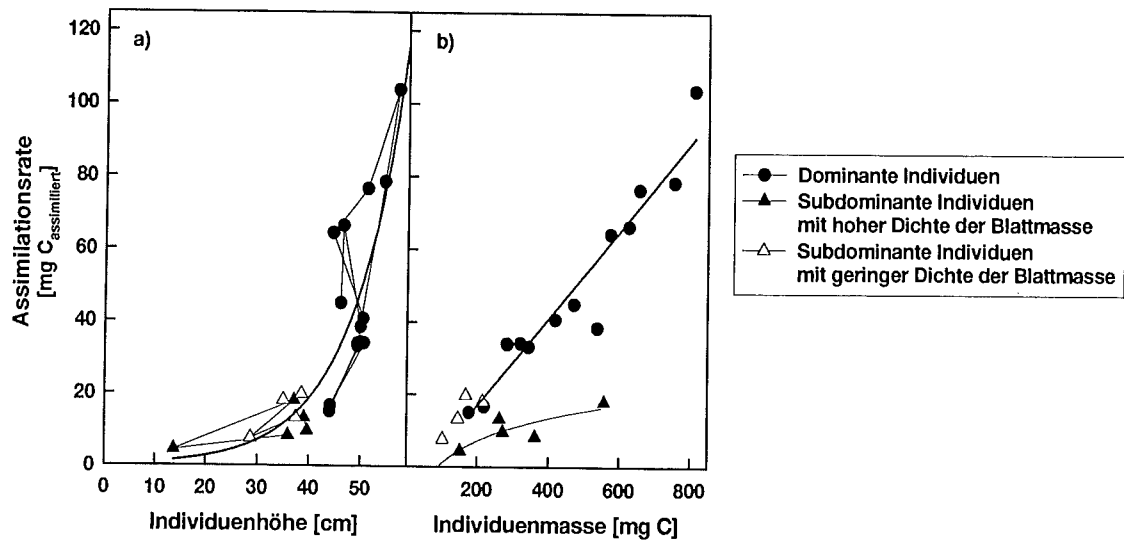 120
100
80
60
40
20
0
Assimilationsrate
[mg C assimiliert]
a)
0 10 20 30 40 50
Individuenhöhe [cm]
b)
200 400 600 800
Individuenmasse [mg C]
Dominante Individuen
Subdominante Individuen
mit hoher Dichte der Blattmasse
Subdominante Individuen
mit geringer Dichte der Blattmasse